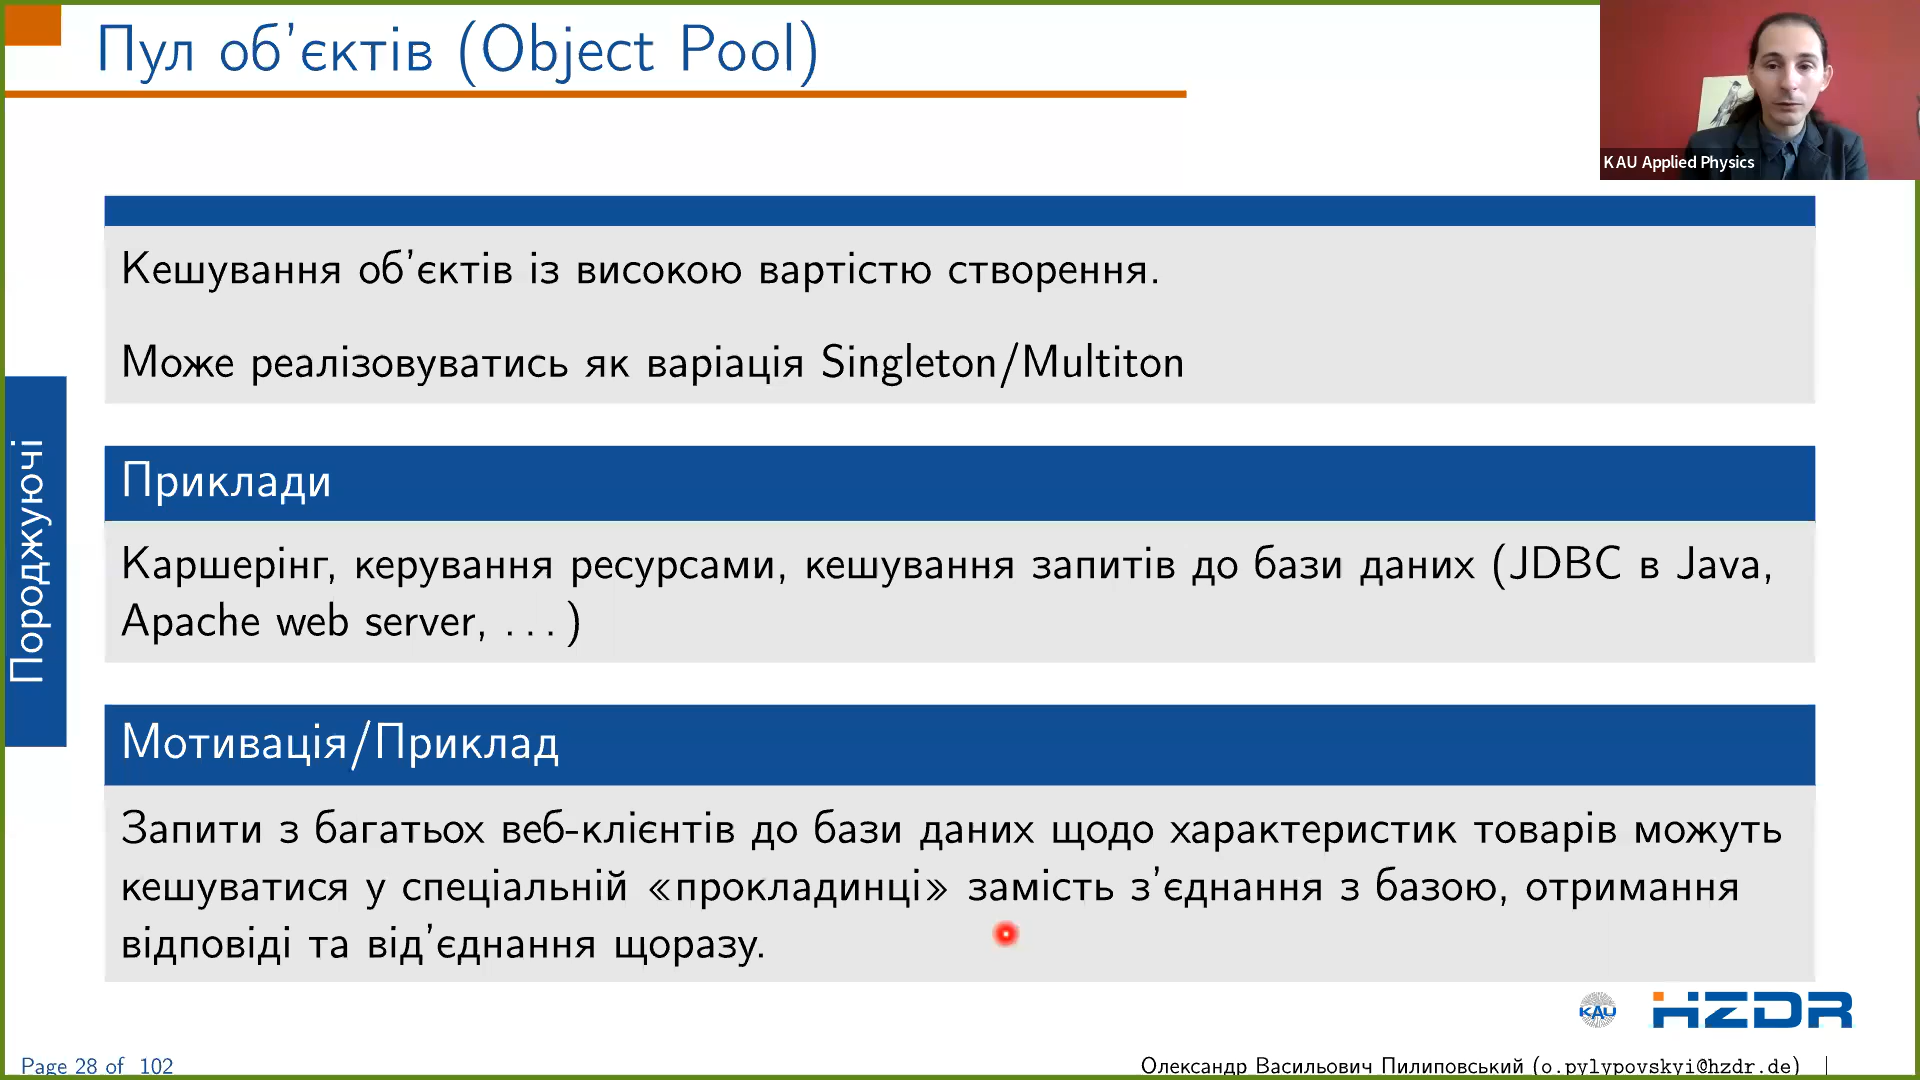 Пул об’єктів (Object Pool)
KAU Applied Physics
Кешування об’єктів із високою вартістю створення.
Може реалізовуватись як варіація Singleton/Multiton
Породжуючі
Приклади
Каршерінг, керування ресурсами, кешування запитів до бази даних (JDBC в Java,
Apache web server, . . . )
Мотивація/Приклад
Запити з багатьох веб-клієнтів до бази даних щодо характеристик товарів можуть
кешуватися у спеціальній «прокладинці» замість з’єднання з базою, отримання
відповіді та від’єднання щоразу.
KAU
HZDR
Page 28 of 102
Олександр Васильович Пилиповський (o.pylypovskyi@hzdr.de) |